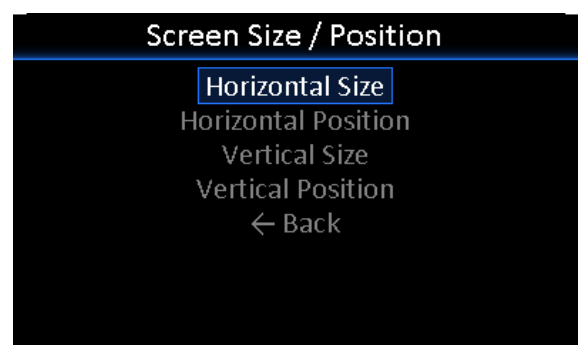 Screen Size / Position
Horizontal Size
Horizontal Position
Vertical Size
Vertical Position
← Back